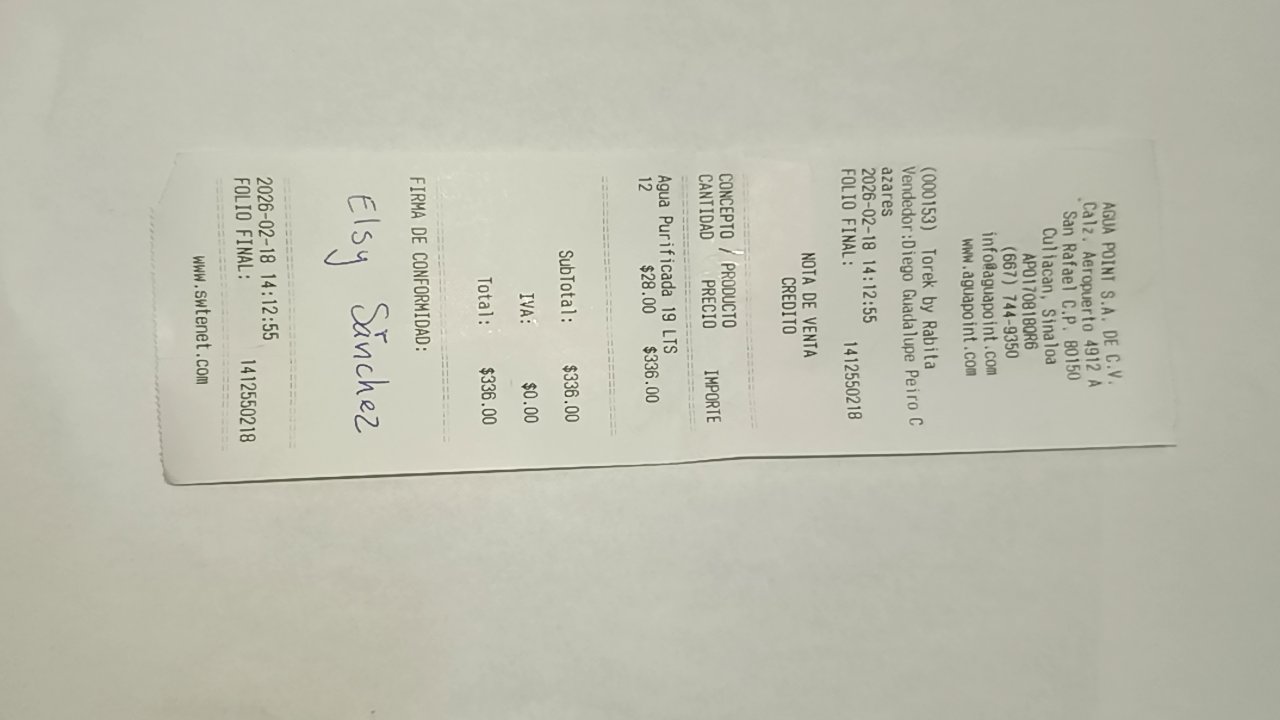 AGUA POINT S.A. DE C.V.
Calz. Aeropuerto 4912 A
San Rafael C.P. 80150
Culiacan, Sinaloa
APO170818QR6
(667) 744-9350
info@aguapoint.com
www.aguapoint.com
(000153) Torek by Rabita
Vendedor:Diego Guadalupe Peiro C
azares
2026-02-18 14:12:55
FOLIO FINAL: 1412550218
NOTA DE VENTA
CREDITO
CONCEPTO / PRODUCTO
CANTIDAD PRECIO IMPORTE
Agua Purificada 19 LTS
12 $28.00 $336.00
SubTotal: $336.00
IVA: $0.00
Total: $336.00
FIRMA DE CONFORMIDAD:
Elsy Sánchez
2026-02-18 14:12:55
FOLIO FINAL: 1412550218
www.swtenet.com